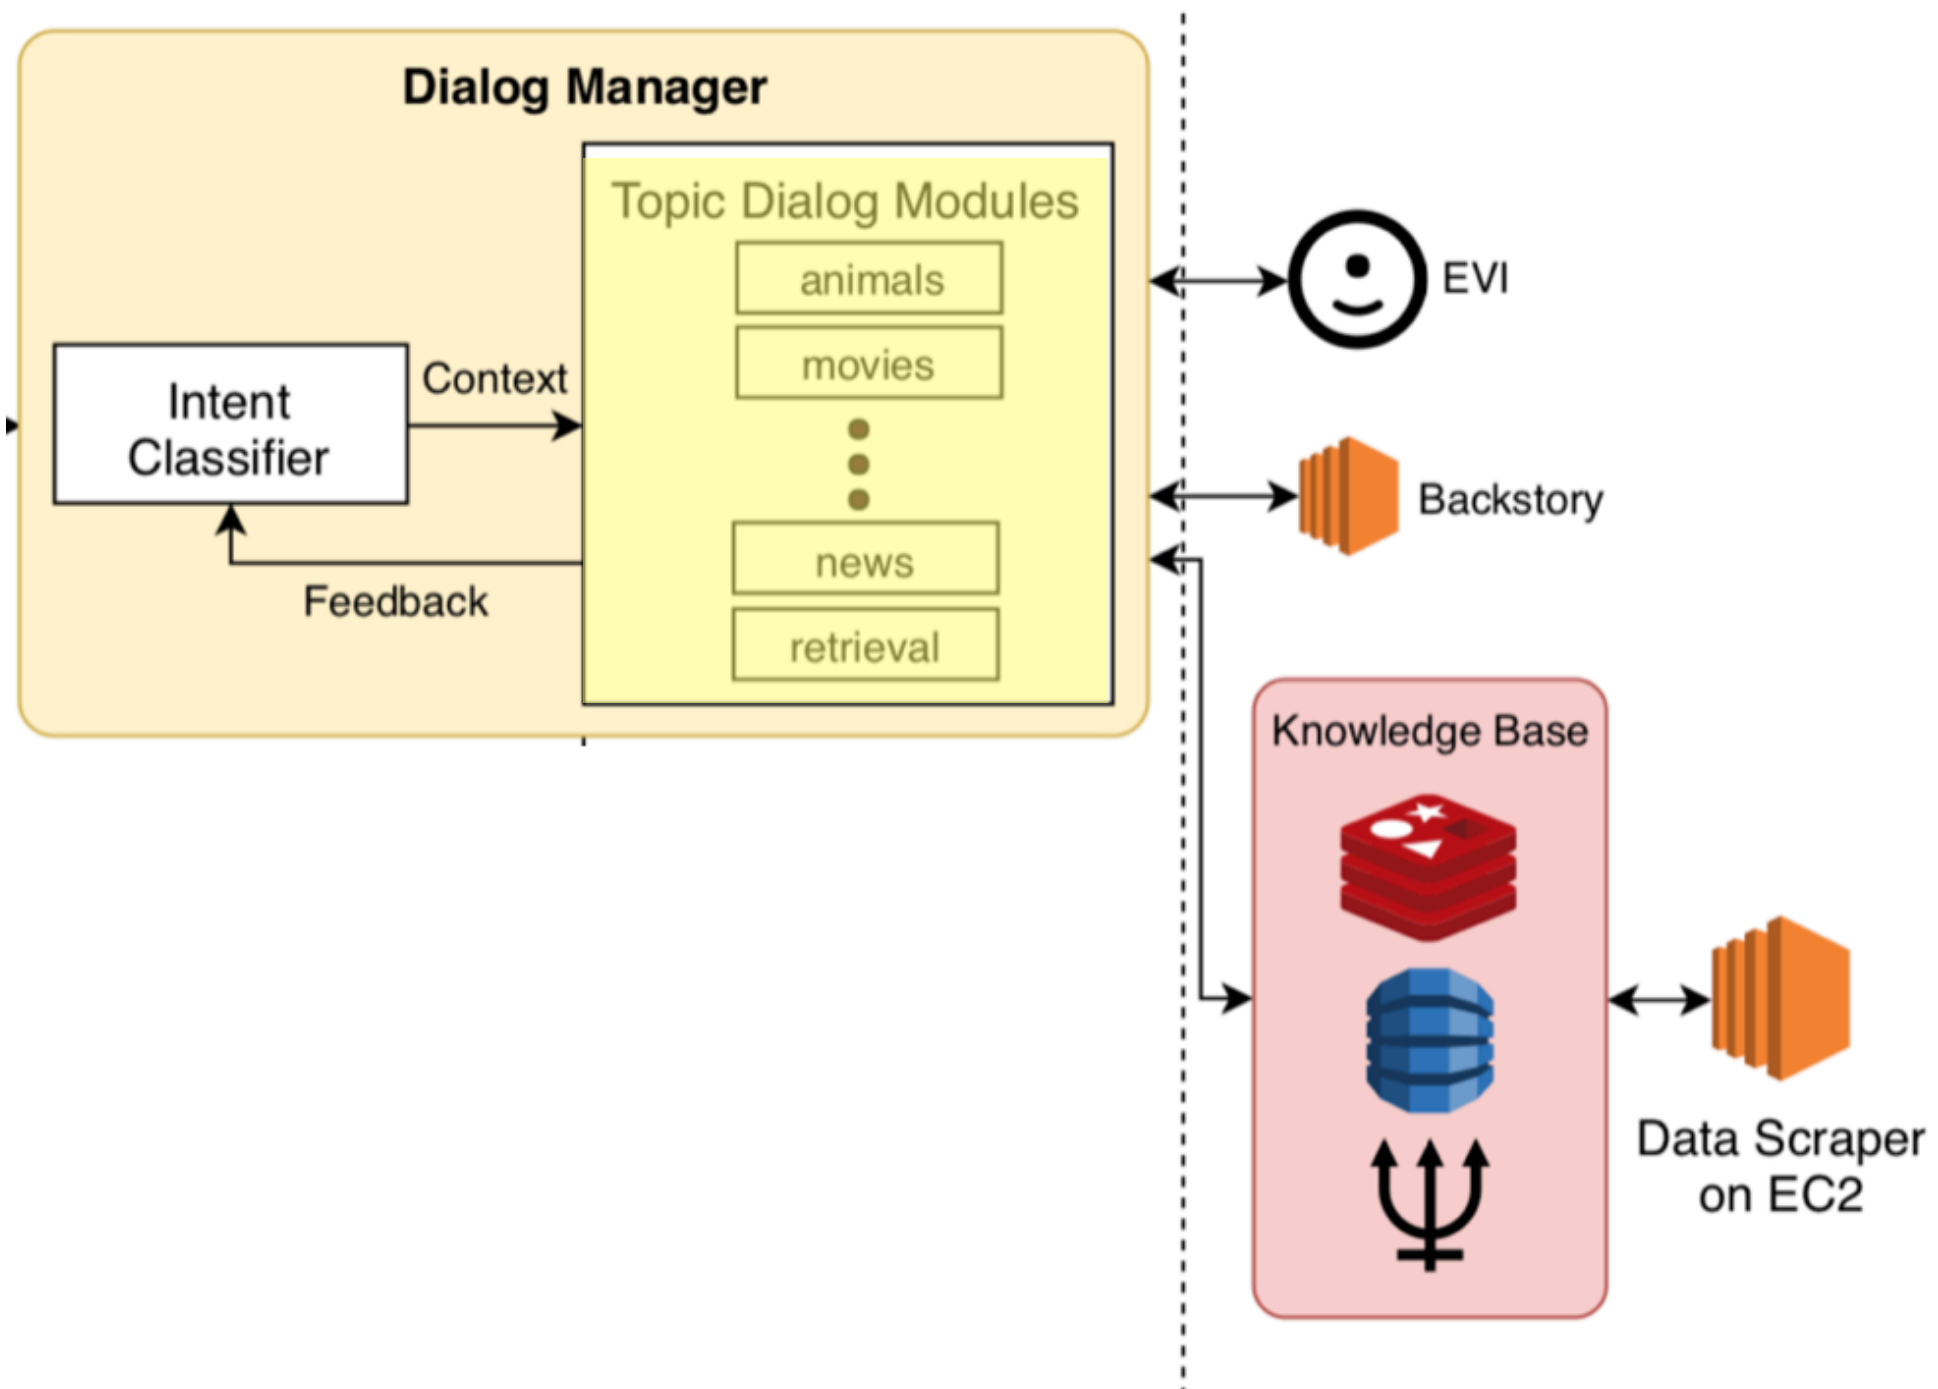 Dialog Manager
Topic Dialog Modules
animals
movies
news
retrieval
Intent
Classifier
Context
Feedback
EVI
Backstory
Knowledge Base
Data Scraper
on EC2